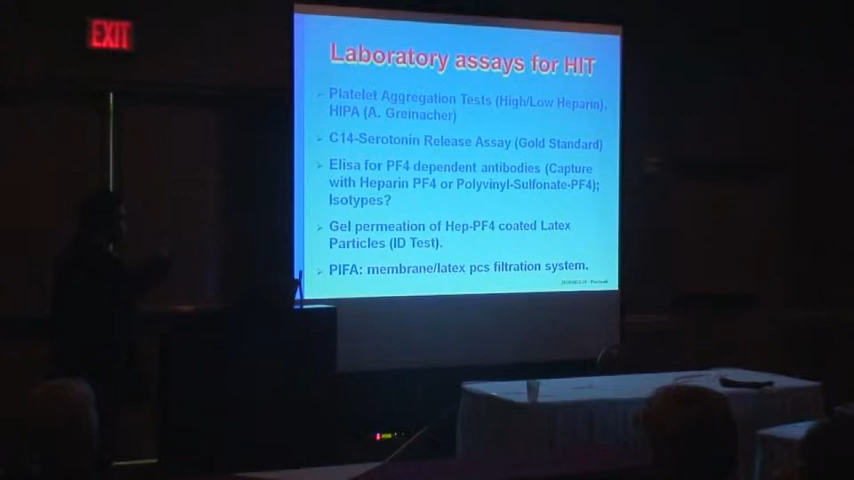 EXIT
Laboratory assays for HIT
Platelet Aggregation Tests (High/Low Heparin),
HIPA (A. Greinacher)
C14-Serotonin Release Assay (Gold Standard)
Elisa for PF4 dependent antibodies (Capture
with Heparin PF4 or Polyvinyl-Sulfonate-PF4);
Isotypes?
Gel permeation of Hep-PF4 coated Latex
Particles (ID Test).
PIFA: membrane/latex pcs filtration system.